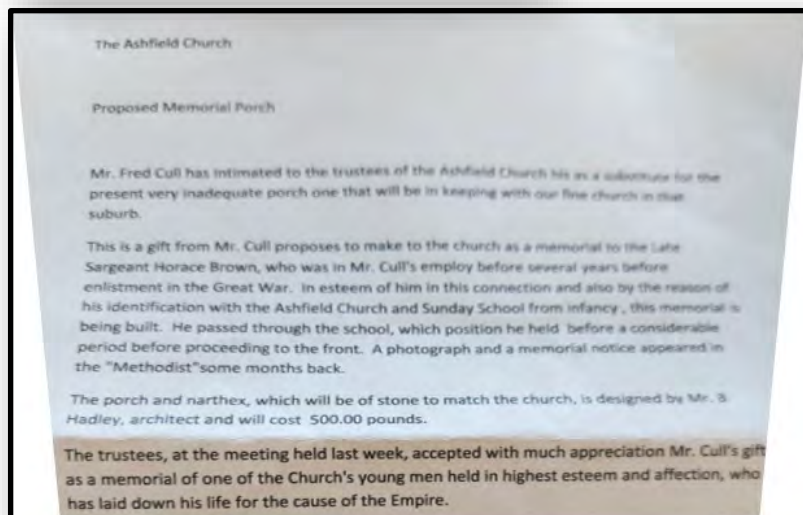 The Ashfield Church
Proposed Memorial Porch
Mr. Fred Cull has intimated to the trustees of the Ashfield Church his as a substitute for the
present very inadequate porch one that will be in keeping with our fine church in that
suburb.
This is a gift from Mr. Cull proposes to make to the church as a memorial to the Late
Sargeant Horace Brown, who was in Mr. Cull's employ before several years before
enlistment in the Great War. In esteem of him in this connection and also by the reason of
his identification with the Ashfield Church and Sunday School from infancy , this memorial is
being built. He passed through the school, which position he held before a considerable
period before proceeding to the front. A photograph and a memorial notice appeared in
the "Methodist"some months back.
The porch and narthex, which will be of stone to match the church, is designed by Mr. B
Hadley, architect and will cost 500.00 pounds.
The trustees, at the meeting held last week, accepted with much appreciation Mr. Cull's gift
as a memorial of one of the Church's young men held in highest esteem and affection, who
has laid down his life for the cause of the Empire.